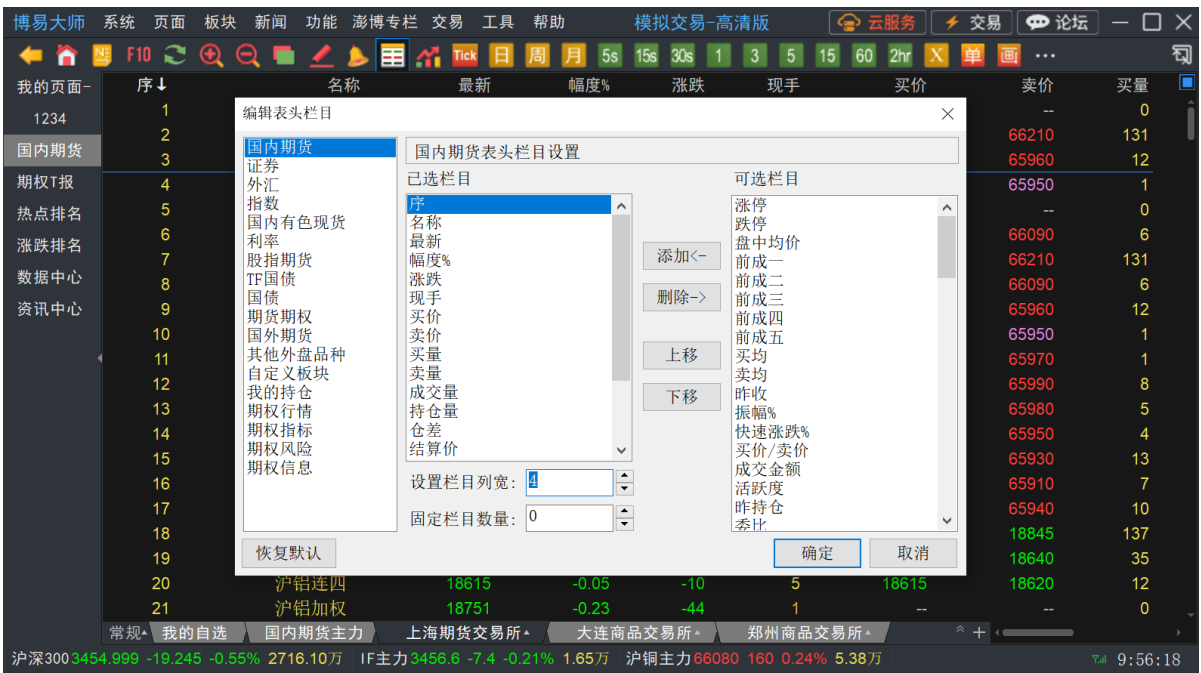 博易大师 系统 页面 板块 新闻 功能 澎博专栏 交易 工具 帮助 模拟交易-高清版 云服务 交易 论坛
F10 Tick 日 周 月 5s 15s 30s 1 3 5 15 60 2hr X 单 画 ...
我的页面-
1234
国内期货
期权T报
热点排名
涨跌排名
数据中心
资讯中心
序↓ 名称 最新 幅度% 涨跌 现手 买价 卖价 买量
1 -- 0
2 66210 131
3 65960 12
4 65950 1
5 -- 0
6 66090 6
7 66210 131
8 66090 6
9 65960 12
10 65950 1
11 65970 1
12 65990 8
13 65980 5
14 65950 4
15 65930 13
16 65910 7
17 65940 10
18 18845 137
19 18640 35
20 沪铝连四 18615 -0.05 -10 5 18615 18620 12
21 沪铝加权 18751 -0.23 -44 1 -- -- 0
编辑表头栏目
国内期货
证券
外汇
指数
国内有色现货
利率
股指期货
TF国债
国债
期货期权
国外期货
其他外盘品种
自定义板块
我的持仓
期权行情
期权指标
期权风险
期权信息
恢复默认
国内期货表头栏目设置
已选栏目
序
名称
最新
幅度%
涨跌
现手
买价
卖价
买量
卖量
成交量
持仓量
仓差
结算价
设置栏目列宽: 4
固定栏目数量: 0
添加<-
删除->
上移
下移
可选栏目
涨停
跌停
盘中均价
前成一
前成二
前成三
前成四
前成五
买均
卖均
昨收
振幅%
快速涨跌%
买价/卖价
成交金额
活跃度
昨持仓
委比
确定 取消
常规 我的自选 国内期货主力 上海期货交易所 大连商品交易所 郑州商品交易所
沪深300 3454.999 -19.245 -0.55% 2716.10万 IF主力 3456.6 -7.4 -0.21% 1.65万 沪铜主力 66080 160 0.24% 5.38万 9:56:18